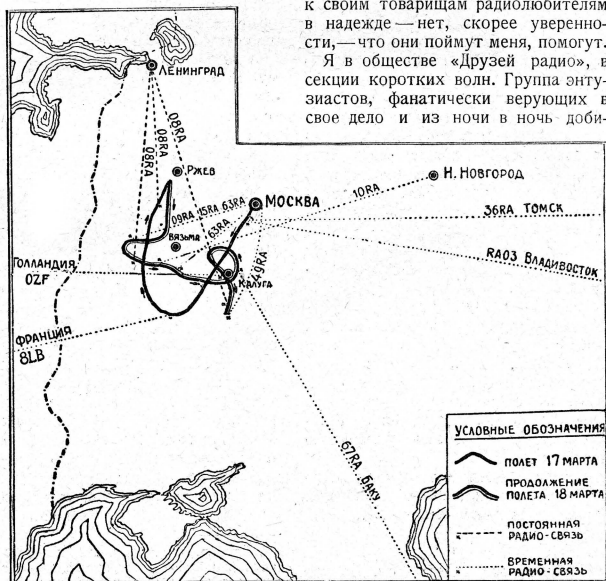 к своим товарищам радиолюбителям
в надежде — нет, скорее уверенно-
сти,— что они поймут меня, помогут.
Я в обществе «Друзей радио», в
секции коротких волн. Группа энту-
зиастов, фанатически верующих в
свое дело и из ночи в ночь доби-
ЛЕНИНГРАД
08RA
08RA
08RA
РЖЕВ
Н. НОВГОРОД
10RA
МОСКВА
09RA 15RA 63RA
36RA ТОМСК
63RA
ВЯЗЬМА
RA03 ВЛАДИВОСТОК
49RA
ГОЛЛАНДИЯ
0ZF
КАЛУГА
ФРАНЦИЯ
8LB
67RA БАКУ
УСЛОВНЫЕ ОБОЗНАЧЕНИЯ
ПОЛЕТ 17 МАРТА
ПРОДОЛЖЕНИЕ
ПОЛЕТА 18 МАРТА
ПОСТОЯННАЯ
РАДИО-СВЯЗЬ
ВРЕМЕННАЯ
РАДИО-СВЯЗЬ